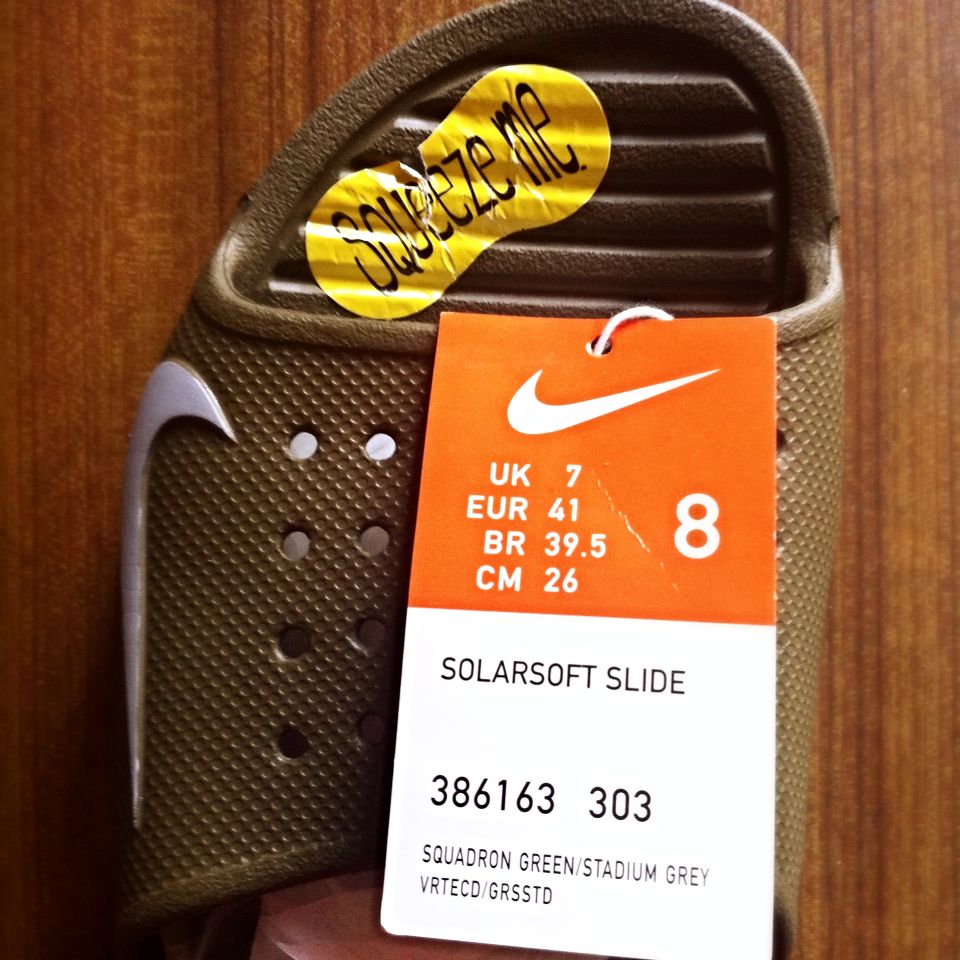 Squeeze me.
UK 7
EUR 41
BR 39.5
CM 26
8
SOLARSOFT SLIDE
386163 303
SQUADRON GREEN/STADIUM GREY
VRTECD/GRSSTD